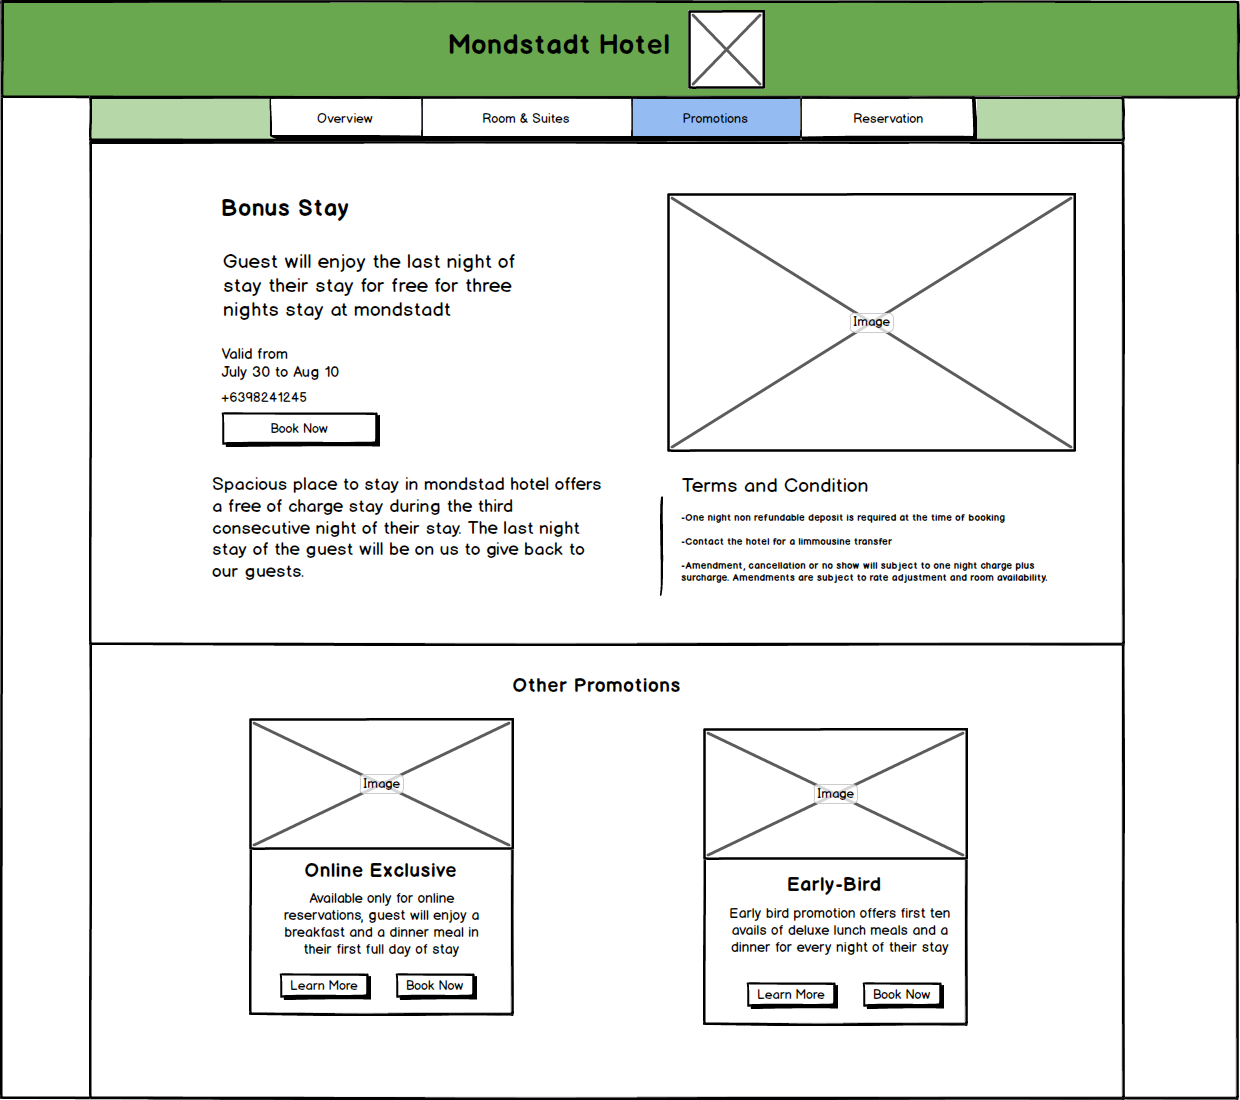 Mondstadt Hotel
Overview
Room & Suites
Promotions
Reservation
Bonus Stay
Guest will enjoy the last night of
stay their stay for free for three
nights stay at mondstadt
Valid from
July 30 to Aug 10
+6398241245
Book Now
Image
Spacious place to stay in mondstad hotel offers
a free of charge stay during the third
consecutive night of their stay. The last night
stay of the guest will be on us to give back to
our guests.
Terms and Condition
-One night non refundable deposit is required at the time of booking
-Contact the hotel for a limmousine transfer
-Amendment, cancellation or no show will subject to one night charge plus
surcharge. Amendments are subject to rate adjustment and room availability.
Other Promotions
Image
Online Exclusive
Available only for online
reservations, guest will enjoy a
breakfast and a dinner meal in
their first full day of stay
Learn More
Book Now
Image
Early-Bird
Early bird promotion offers first ten
avails of deluxe lunch meals and a
dinner for every night of their stay
Learn More
Book Now